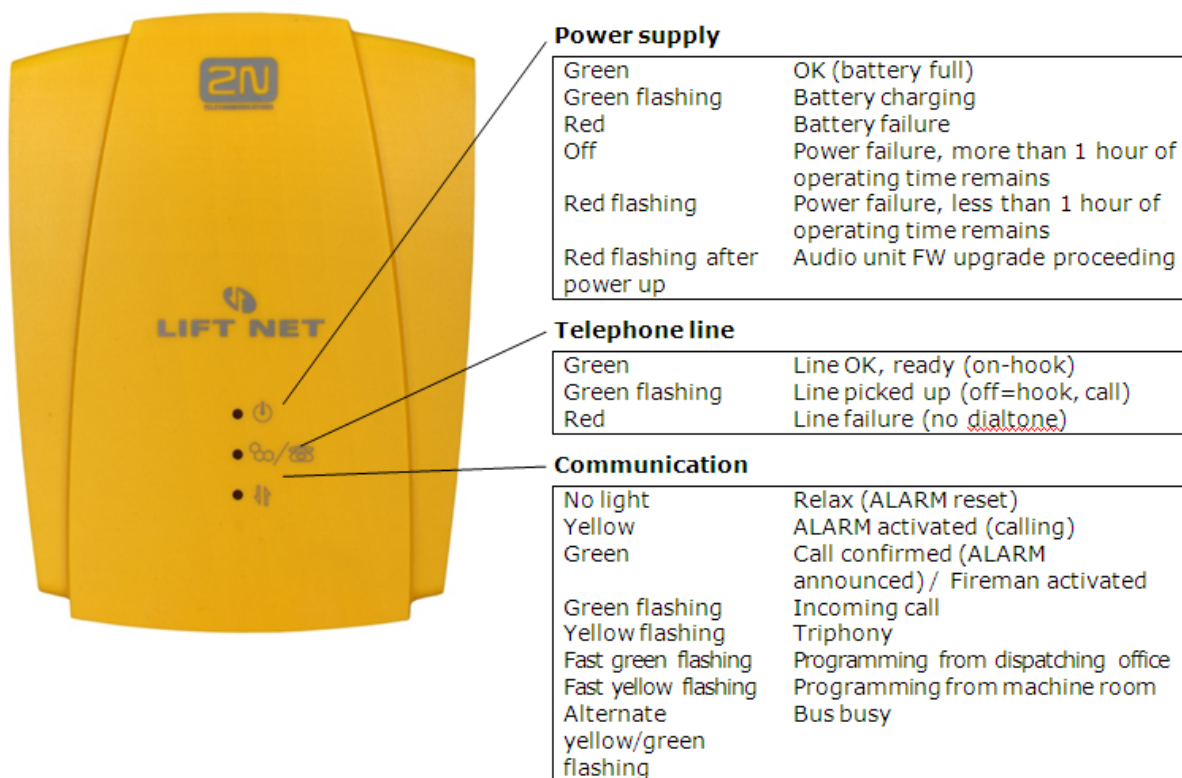 2N
TELECOMMUNICATIONS
LIFT NET
Power supply
Green OK (battery full)
Green flashing Battery charging
Red Battery failure
Off Power failure, more than 1 hour of
operating time remains
Red flashing Power failure, less than 1 hour of
operating time remains
Red flashing after Audio unit FW upgrade proceeding
power up
Telephone line
Green Line OK, ready (on-hook)
Green flashing Line picked up (off=hook, call)
Red Line failure (no dialtone)
Communication
No light Relax (ALARM reset)
Yellow ALARM activated (calling)
Green Call confirmed (ALARM
announced) / Fireman activated
Green flashing Incoming call
Yellow flashing Triphony
Fast green flashing Programming from dispatching office
Fast yellow flashing Programming from machine room
Alternate Bus busy
yellow/green
flashing